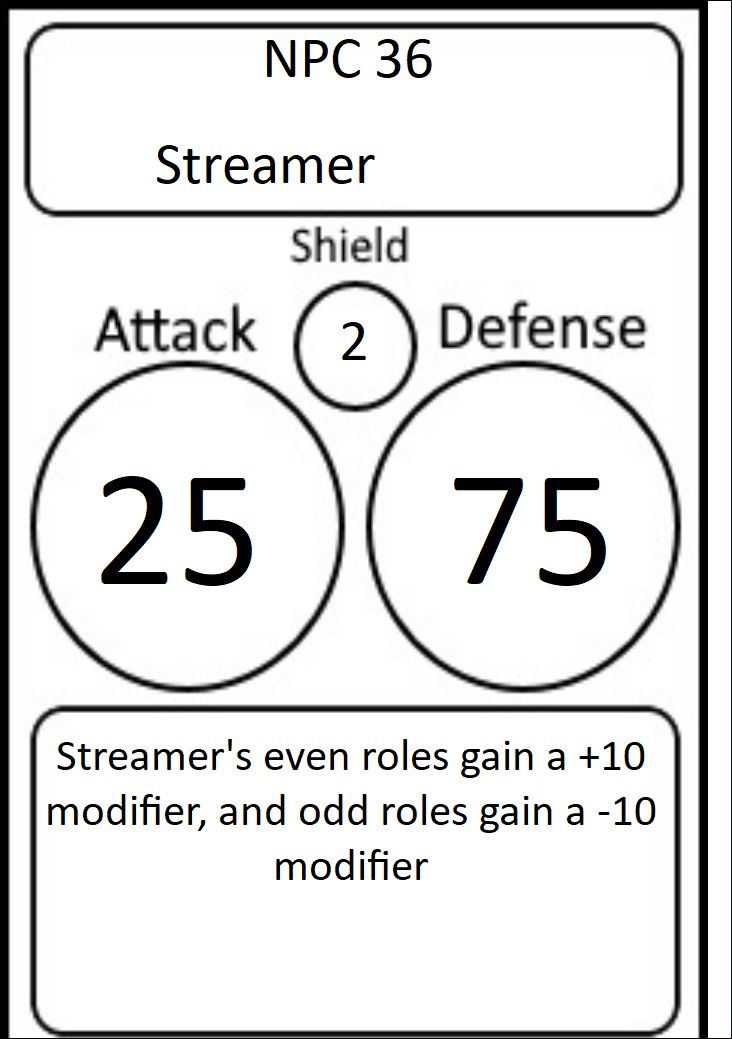 NPC 36
Streamer
Shield
Attack
2
Defense
25
75
Streamer's even roles gain a +10
modifier, and odd roles gain a -10
modifier